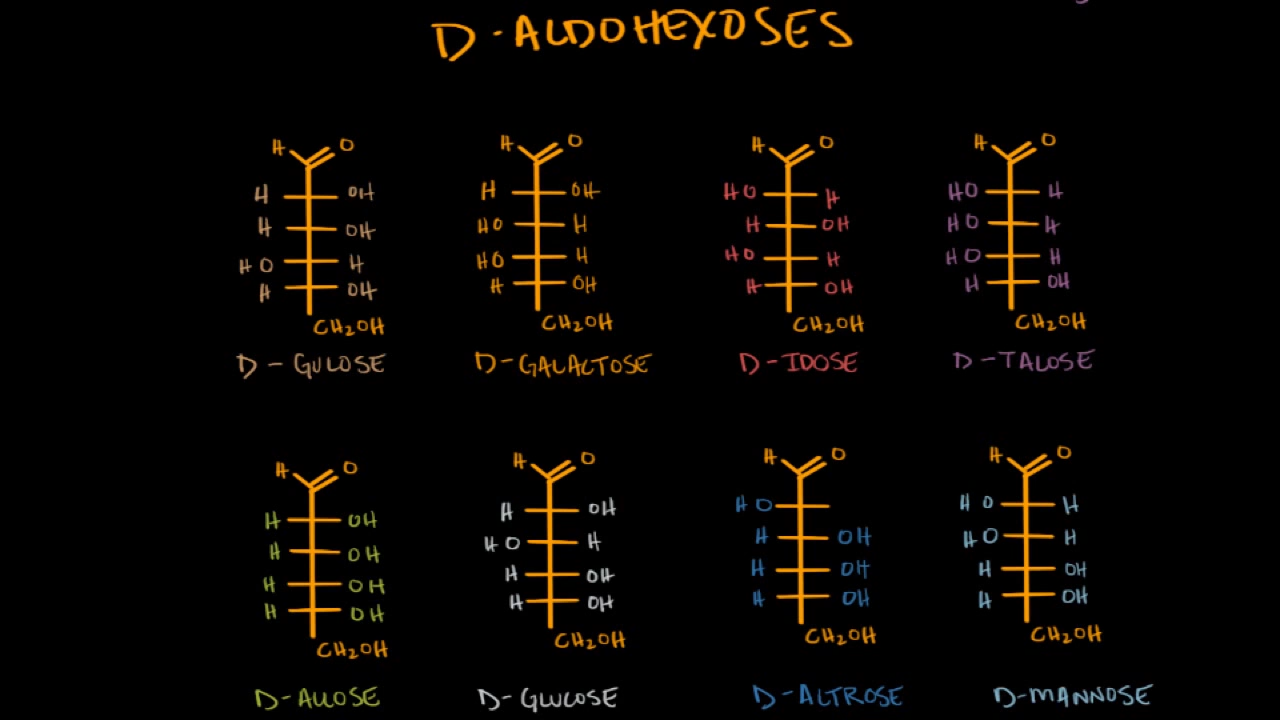 D-ALDOHEXOSES
H O H O H O H O
H OH H OH HO H HO H
H OH HO H H OH HO H
HO H HO H HO H HO H
H OH H OH H OH H OH
CH2OH CH2OH CH2OH CH2OH
D-GULOSE D-GALACTOSE D-IDOSE D-TALOSE
H O H O H O H O
H OH H OH HO HO H
H OH HO H H OH HO H
H OH H OH H OH H OH
H OH H OH H OH H OH
CH2OH CH2OH CH2OH CH2OH
D-ALLOSE D-GLUCOSE D-ALTROSE D-MANNOSE